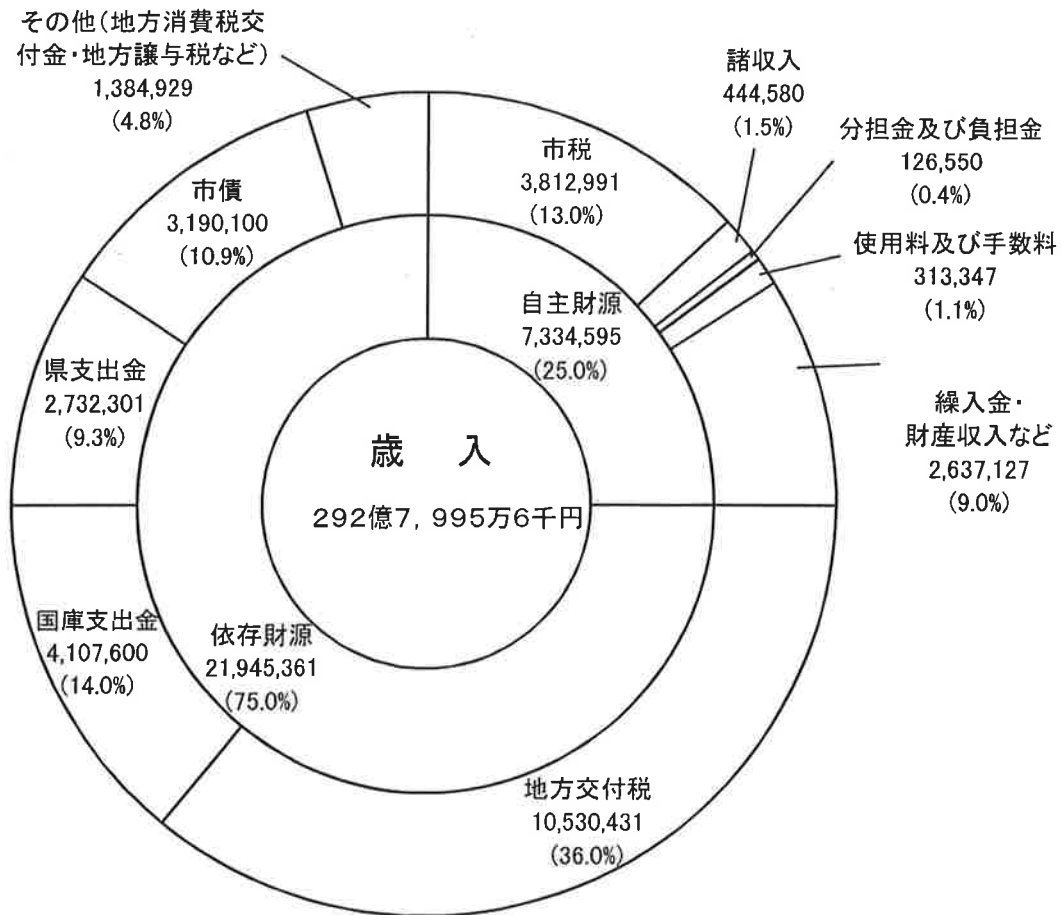 その他(地方消費税交
付金・地方譲与税など)
1,384,929
(4.8%)
諸収入
444,580
(1.5%)
分担金及び負担金
126,550
(0.4%)
使用料及び手数料
313,347
(1.1%)
繰入金・
財産収入など
2,637,127
(9.0%)
市税
3,812,991
(13.0%)
市債
3,190,100
(10.9%)
自主財源
7,334,595
(25.0%)
県支出金
2,732,301
(9.3%)
歳 入
292億7,995万6千円
国庫支出金
4,107,600
(14.0%)
依存財源
21,945,361
(75.0%)
地方交付税
10,530,431
(36.0%)